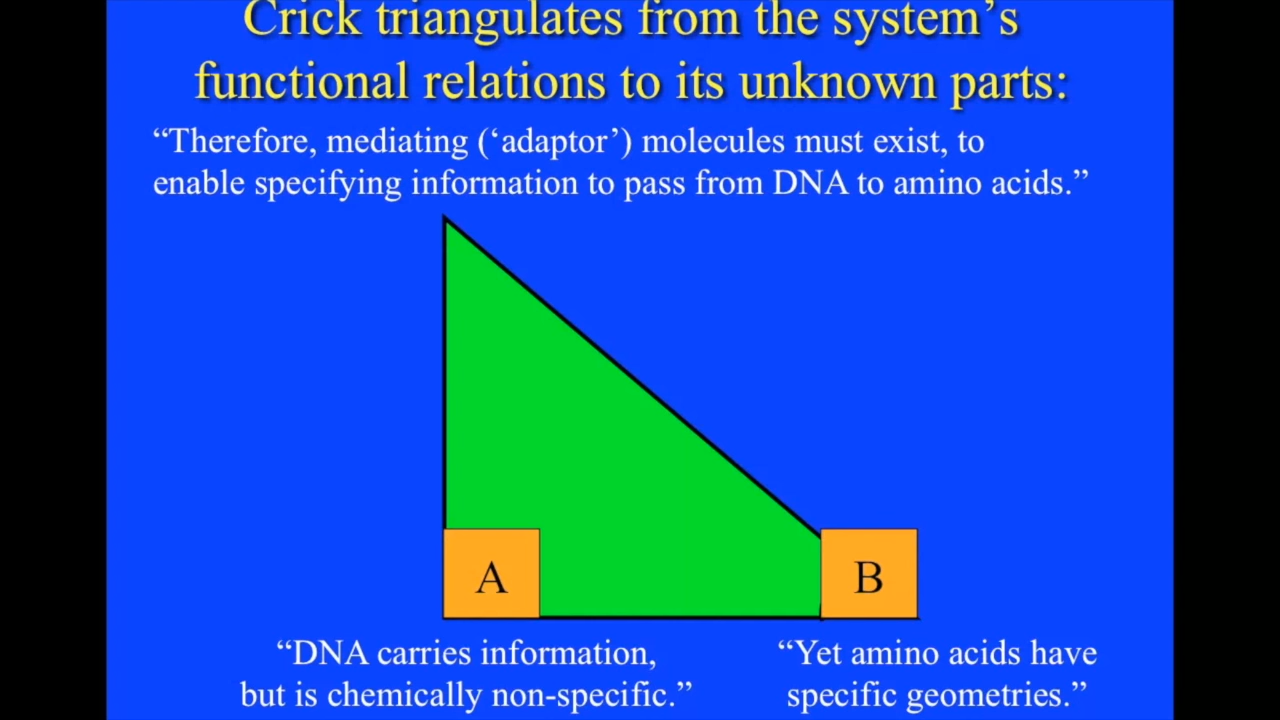 Crick triangulates from the system’s
functional relations to its unknown parts:
“Therefore, mediating (‘adaptor’) molecules must exist, to
enable specifying information to pass from DNA to amino acids.”
A
B
“DNA carries information,
but is chemically non-specific.”
“Yet amino acids have
specific geometries.”